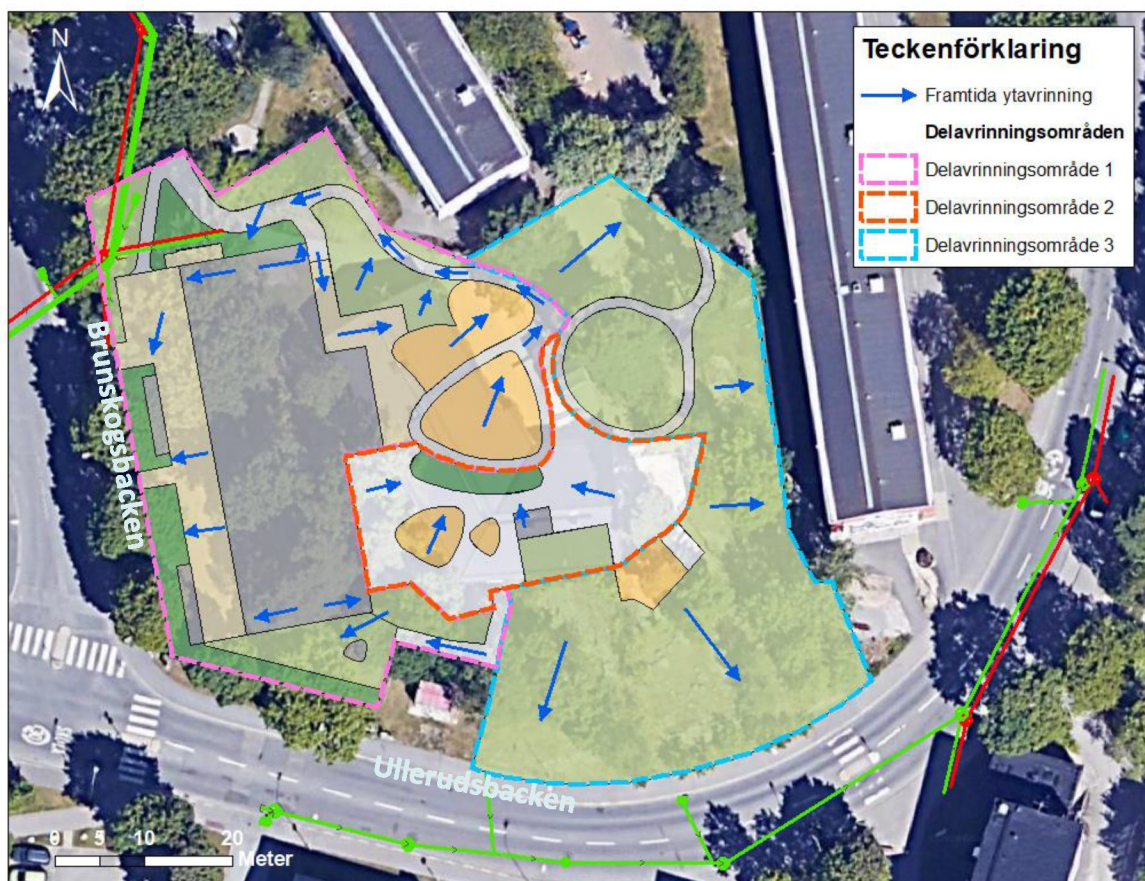 N
Teckenförklaring
Framtida ytavrinning
Delavrinningsområden
Delavrinningsområde 1
Delavrinningsområde 2
Delavrinningsområde 3
Brunskogsbacken
Ullerudsbacken
0 5 10 20
Meter